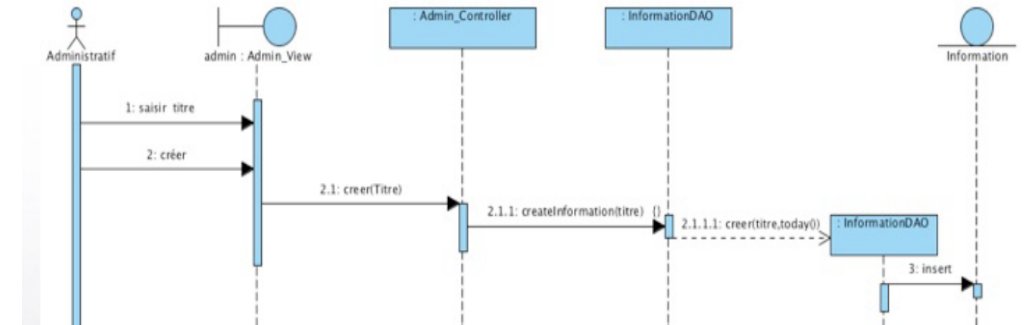 : Admin_Controller
: InformationDAO
Administratif
admin : Admin_View
Information
1: saisir titre
2: créer
2.1: creer(Titre)
2.1.1: createInformation(titre) {}
2.1.1.1: creer(titre,today())
: InformationDAO
3: insert